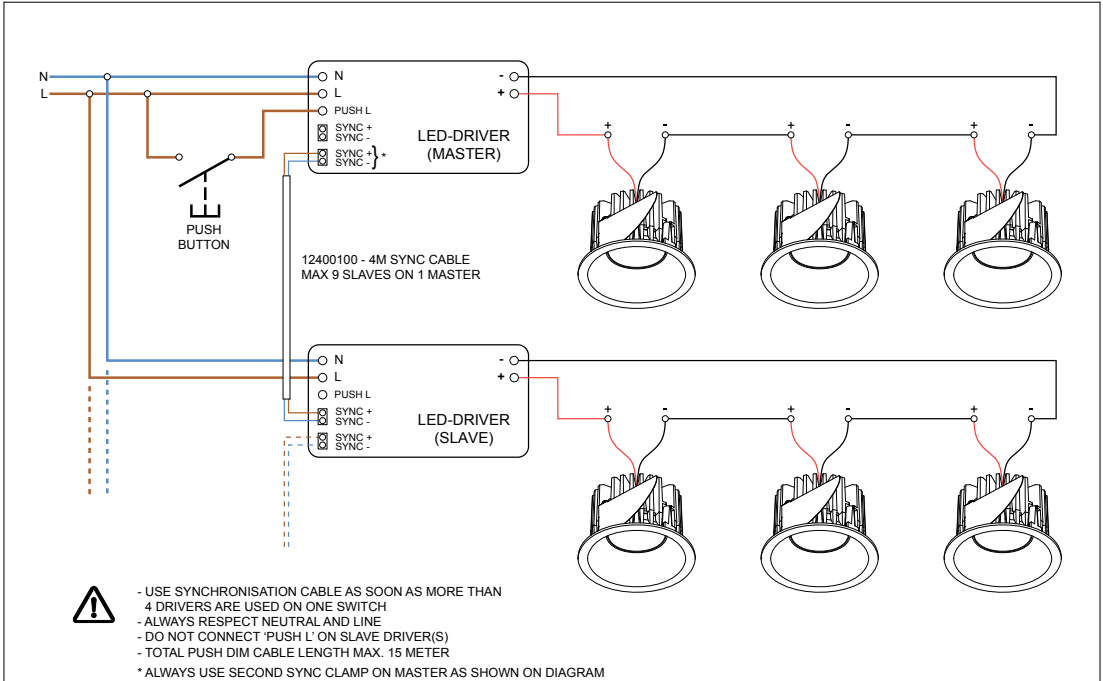 N
L
N
L
PUSH L
SYNC +
SYNC -
SYNC +
SYNC -
}*
-
+
LED-DRIVER
(MASTER)
+ - + - + -
PUSH
BUTTON
12400100 - 4M SYNC CABLE
MAX 9 SLAVES ON 1 MASTER
N
L
PUSH L
SYNC +
SYNC -
SYNC +
SYNC -
-
+
LED-DRIVER
(SLAVE)
+ - + - + -
- USE SYNCHRONISATION CABLE AS SOON AS MORE THAN
4 DRIVERS ARE USED ON ONE SWITCH
- ALWAYS RESPECT NEUTRAL AND LINE
- DO NOT CONNECT 'PUSH L' ON SLAVE DRIVER(S)
- TOTAL PUSH DIM CABLE LENGTH MAX. 15 METER
* ALWAYS USE SECOND SYNC CLAMP ON MASTER AS SHOWN ON DIAGRAM